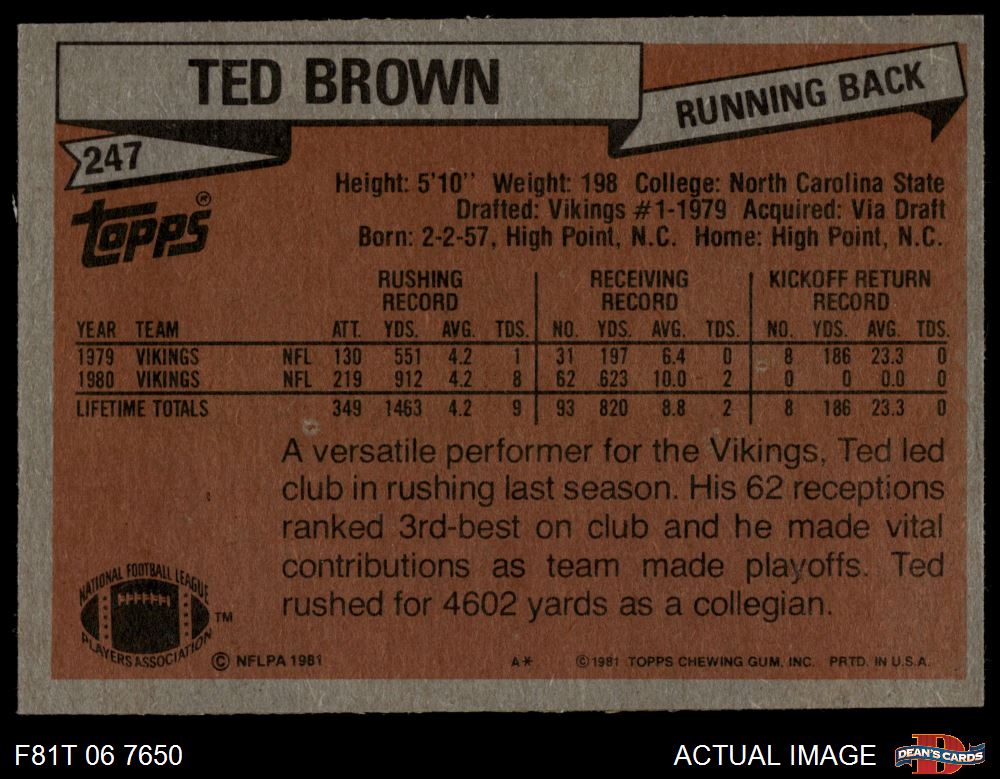 TED BROWN
RUNNING BACK
247
Topps®
Height: 5'10" Weight: 198 College: North Carolina State
Drafted: Vikings #1-1979 Acquired: Via Draft
Born: 2-2-57, High Point, N.C. Home: High Point, N.C.
RUSHING RECORD RECEIVING RECORD KICKOFF RETURN RECORD
YEAR TEAM ATT. YDS. AVG. TDS. NO. YDS. AVG. TDS. NO. YDS. AVG. TDS.
1979 VIKINGS NFL 130 551 4.2 1 31 197 6.4 0 8 186 23.3 0
1980 VIKINGS NFL 219 912 4.2 8 62 623 10.0 2 0 0 0.0 0
LIFETIME TOTALS 349 1463 4.2 9 93 820 8.8 2 8 186 23.3 0
A versatile performer for the Vikings, Ted led
club in rushing last season. His 62 receptions
ranked 3rd-best on club and he made vital
contributions as team made playoffs. Ted
rushed for 4602 yards as a collegian.
NATIONAL FOOTBALL LEAGUE
PLAYERS ASSOCIATION
TM
© NFLPA 1981 A* © 1981 TOPPS CHEWING GUM, INC. PRTD. IN U.S.A.
F81T 06 7650 ACTUAL IMAGE D DEAN'S CARDS